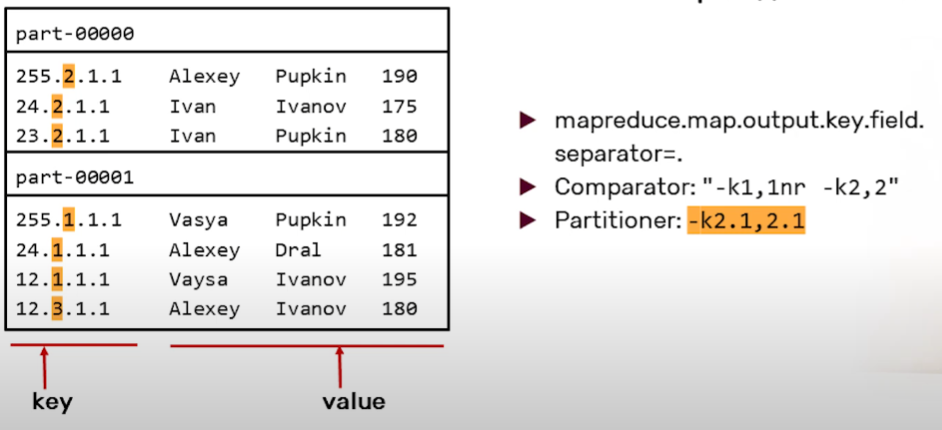 part-00000
255.2.1.1 Alexey Pupkin 190
24.2.1.1 Ivan Ivanov 175
23.2.1.1 Ivan Pupkin 180
part-00001
255.1.1.1 Vasya Pupkin 192
24.1.1.1 Alexey Dral 181
12.1.1.1 Vaysa Ivanov 195
12.3.1.1 Alexey Ivanov 180
key value
► mapreduce.map.output.key.field.
separator=.
► Comparator: "-k1,1nr -k2,2"
► Partitioner: -k2.1,2.1